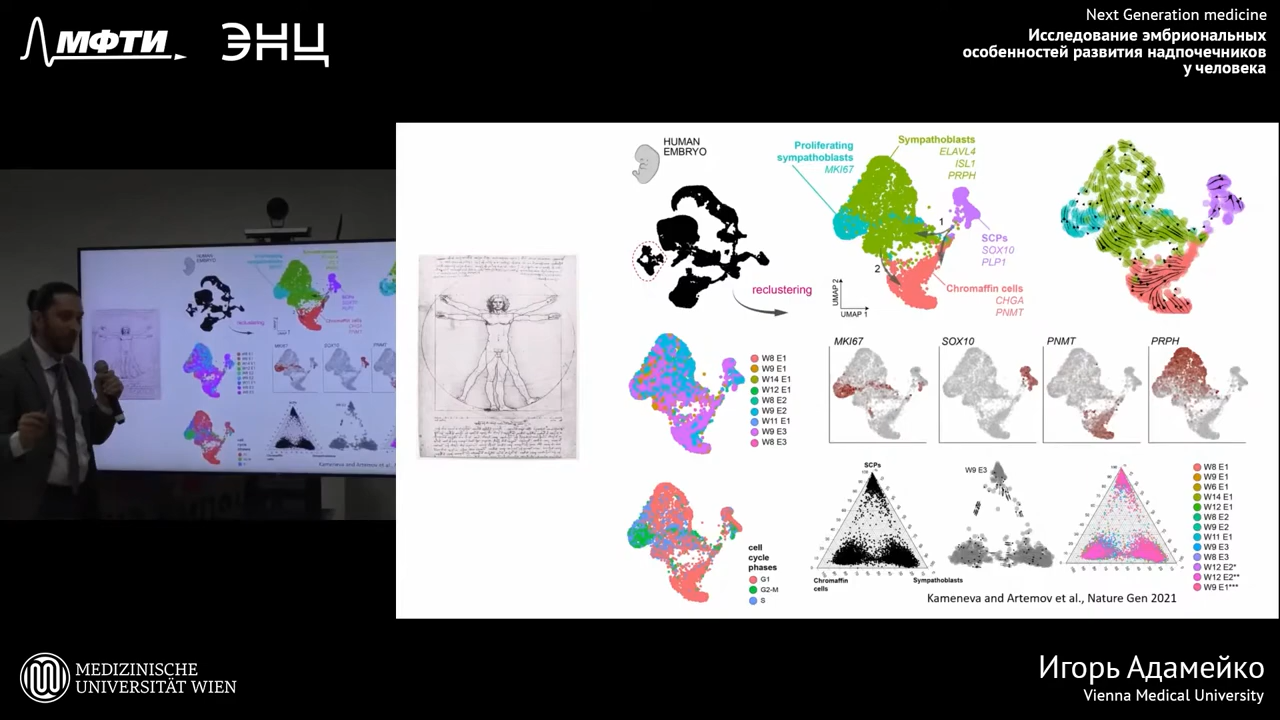 МФТИ
ЭНЦ
Next Generation medicine
Исследование эмбриональных
особенностей развития надпочечников
у человека
HUMAN
EMBRYO
reclustering
Proliferating
sympathoblasts
MKI67
Sympathoblasts
ELAVL4
ISL1
PRPH
1
2
SCPs
SOX10
PLP1
Chromaffin cells
CHGA
PNMT
UMAP 2
UMAP 1
W8 E1
W9 E1
W14 E1
W12 E1
W8 E2
W9 E2
W11 E1
W9 E3
W8 E3
MKI67
SOX10
PNMT
PRPH
cell
cycle
phases
G1
G2-M
S
SCPs
Chromaffin
cells
Sympathoblasts
W9 E3
W8 E1
W9 E1
W6 E1
W14 E1
W12 E1
W8 E2
W9 E2
W11 E1
W9 E3
W8 E3
W12 E2*
W12 E2**
W9 E1***
Kameneva and Artemov et al., Nature Gen 2021
MEDIZINISCHE
UNIVERSITÄT WIEN
Игорь Адамейко
Vienna Medical University